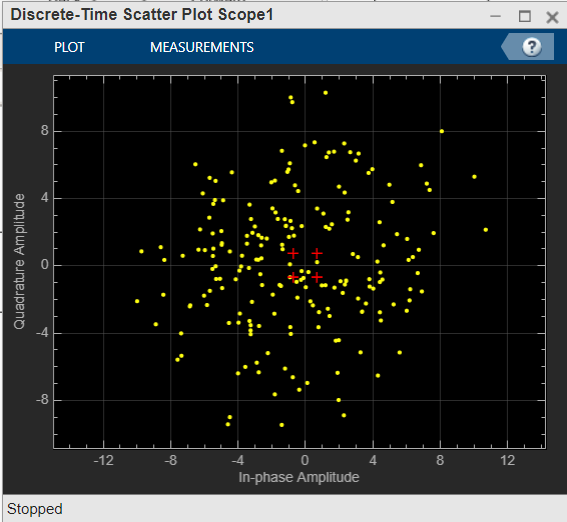 Discrete-Time Scatter Plot Scope1
PLOT MEASUREMENTS ?
8
4
0
-4
-8
Quadrature Amplitude
-12 -8 -4 0 4 8 12
In-phase Amplitude
Stopped